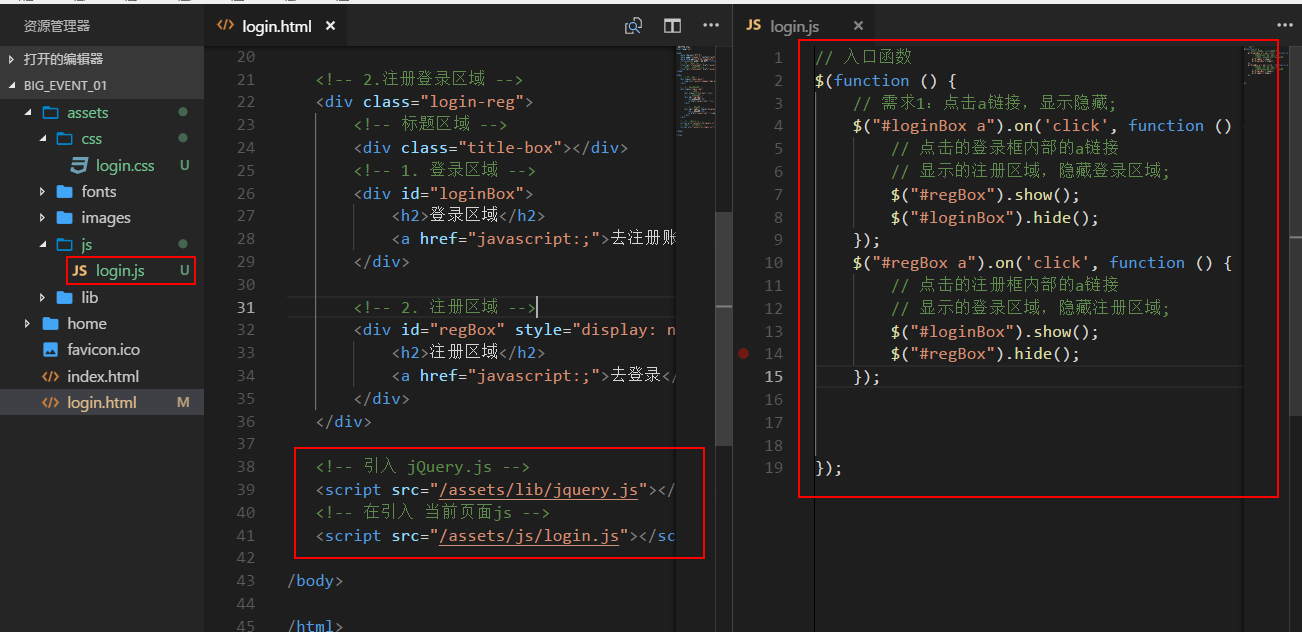 资源管理器
打开的编辑器
BIG_EVENT_01
assets
css
login.css U
fonts
images
js
JS login.js U
lib
home
favicon.ico
index.html
login.html M
login.html ×
20
21 <!-- 2.注册登录区域 -->
22 <div class="login-reg">
23 <!-- 标题区域 -->
24 <div class="title-box"></div>
25 <!-- 1. 登录区域 -->
26 <div id="loginBox">
27 <h2>登录区域</h2>
28 <a href="javascript:;">去注册账
29 </div>
30
31 <!-- 2. 注册区域 -->
32 <div id="regBox" style="display: n
33 <h2>注册区域</h2>
34 <a href="javascript:;">去登录</
35 </div>
36 </div>
37
38 <!-- 引入 jQuery.js -->
39 <script src="/assets/lib/jquery.js"></
40 <!-- 在引入 当前页面js -->
41 <script src="/assets/js/login.js"></sc
42
43 /body>
44
45 /html>
JS login.js ×
1 // 入口函数
2 $(function () {
3 // 需求1：点击a链接，显示隐藏;
4 $("#loginBox a").on('click', function ()
5 // 点击的登录框内部的a链接
6 // 显示的注册区域，隐藏登录区域;
7 $("#regBox").show();
8 $("#loginBox").hide();
9 });
10 $("#regBox a").on('click', function () {
11 // 点击的注册框内部的a链接
12 // 显示的登录区域，隐藏注册区域;
13 $("#loginBox").show();
14 $("#regBox").hide();
15 });
16
17
18
19 });